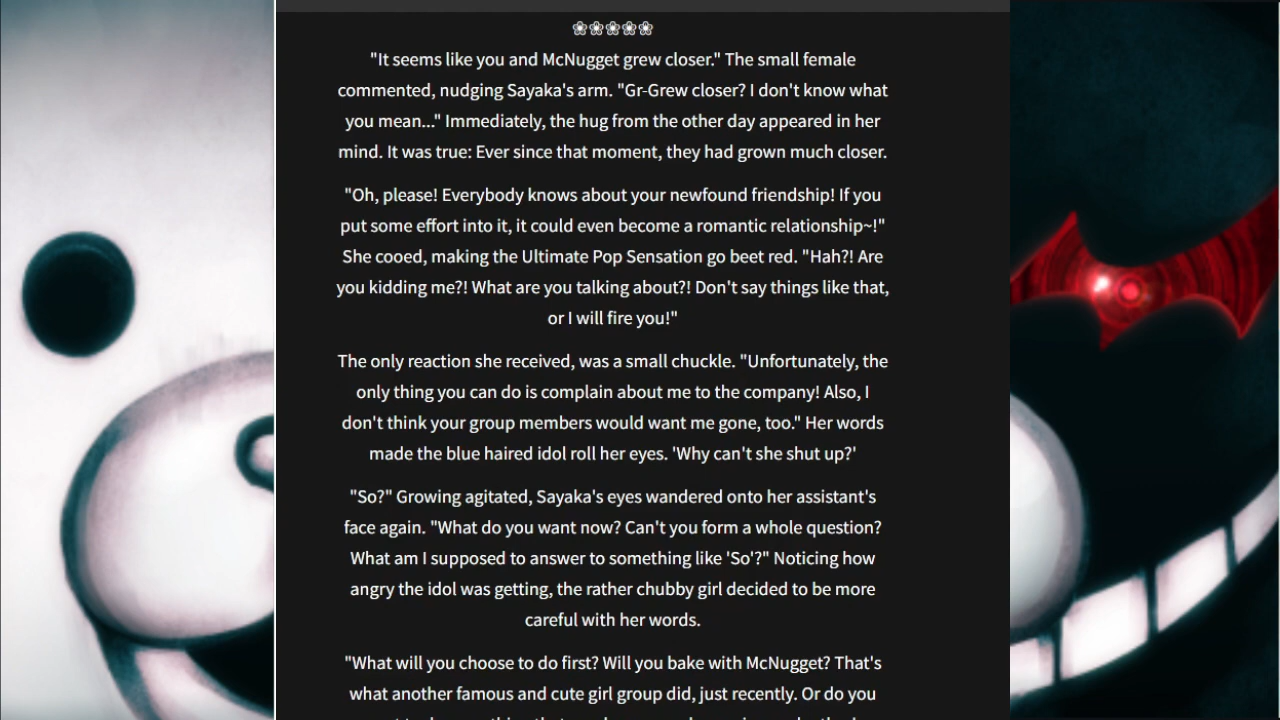 ❀❀❀❀❀
"It seems like you and McNugget grew closer." The small female
commented, nudging Sayaka's arm. "Gr-Grew closer? I don't know what
you mean..." Immediately, the hug from the other day appeared in her
mind. It was true: Ever since that moment, they had grown much closer.
"Oh, please! Everybody knows about your newfound friendship! If you
put some effort into it, it could even become a romantic relationship~!"
She cooed, making the Ultimate Pop Sensation go beet red. "Hah?! Are
you kidding me?! What are you talking about?! Don't say things like that,
or I will fire you!"
The only reaction she received, was a small chuckle. "Unfortunately, the
only thing you can do is complain about me to the company! Also, I
don't think your group members would want me gone, too." Her words
made the blue haired idol roll her eyes. 'Why can't she shut up?'
"So?" Growing agitated, Sayaka's eyes wandered onto her assistant's
face again. "What do you want now? Can't you form a whole question?
What am I supposed to answer to something like 'So'?" Noticing how
angry the idol was getting, the rather chubby girl decided to be more
careful with her words.
"What will you choose to do first? Will you bake with McNugget? That's
what another famous and cute girl group did, just recently. Or do you